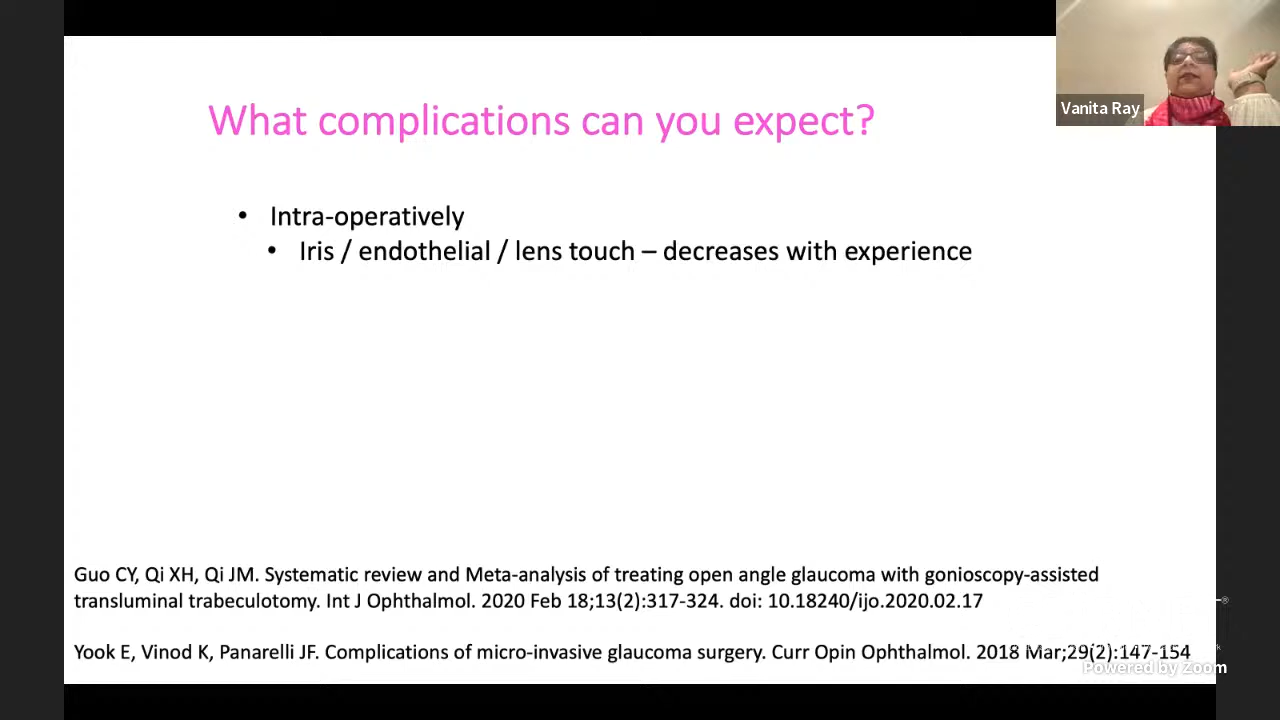 What complications can you expect?
Vanita Ray
• Intra-operatively
• Iris / endothelial / lens touch – decreases with experience
Guo CY, Qi XH, Qi JM. Systematic review and Meta-analysis of treating open angle glaucoma with gonioscopy-assisted
transluminal trabeculotomy. Int J Ophthalmol. 2020 Feb 18;13(2):317-324. doi: 10.18240/ijo.2020.02.17
Yook E, Vinod K, Panarelli JF. Complications of micro-invasive glaucoma surgery. Curr Opin Ophthalmol. 2018 Mar;29(2):147-154
Powered by Zoom